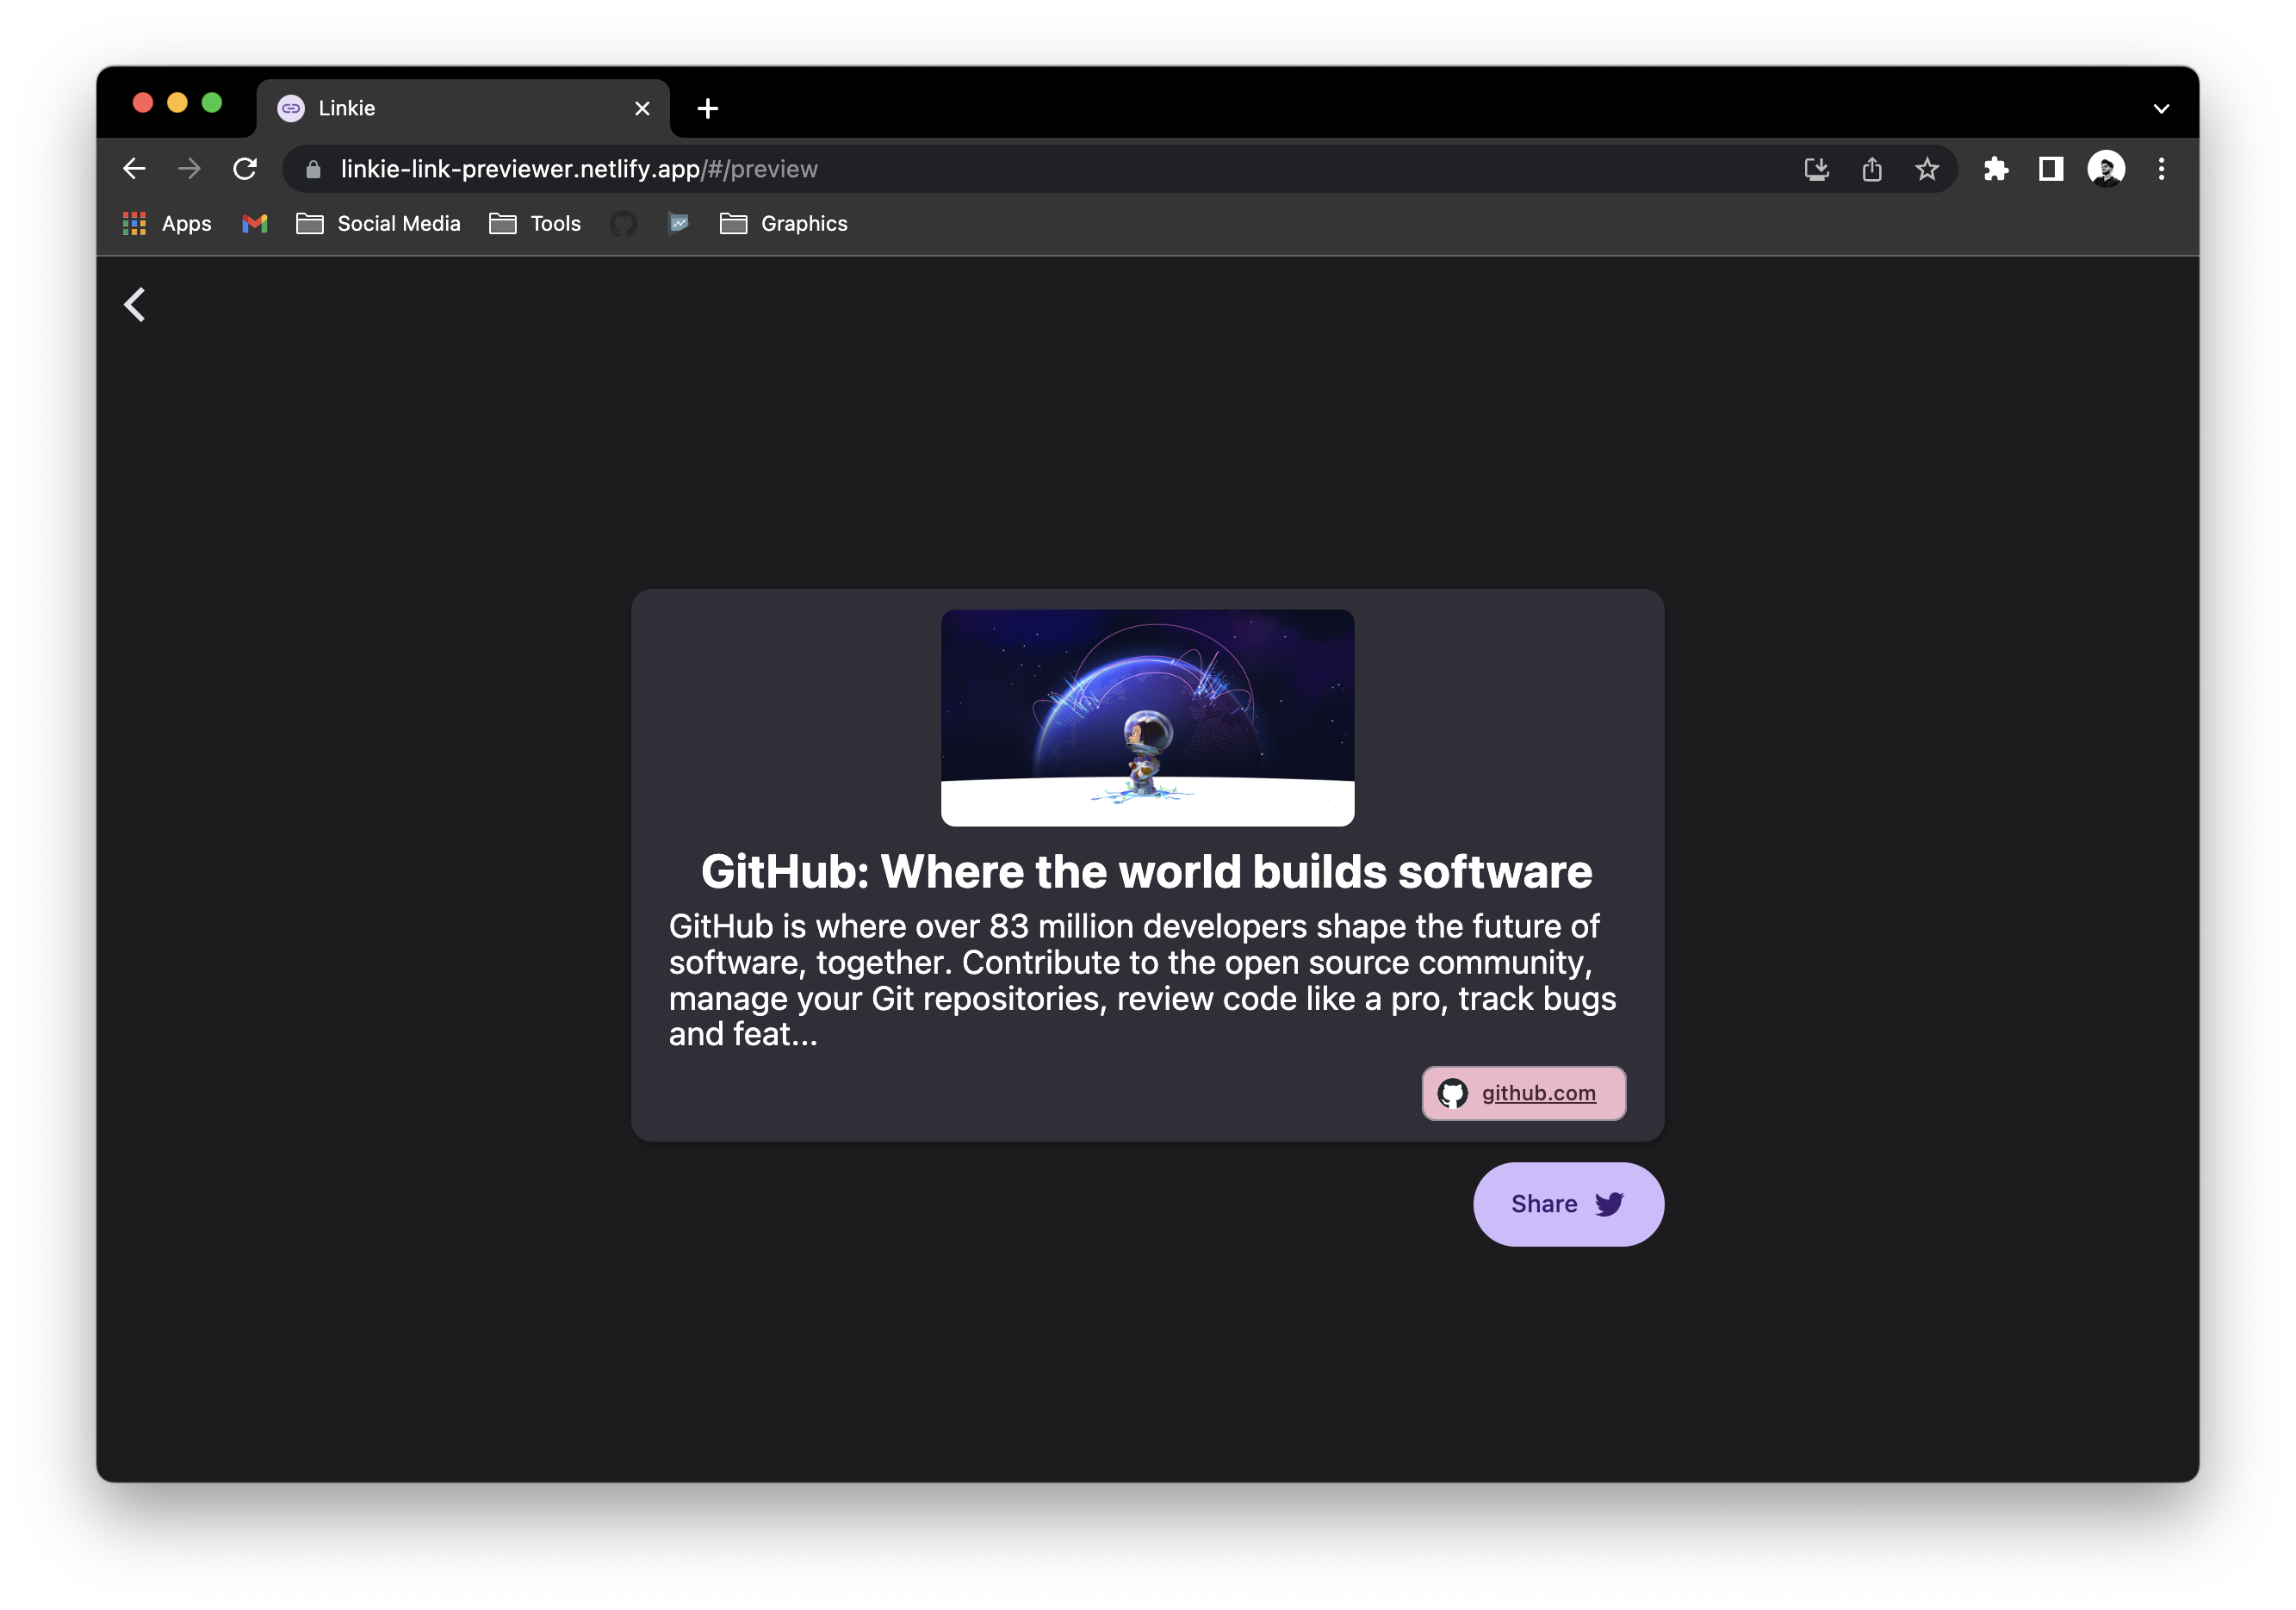 Linkie
linkie-link-previewer.netlify.app/#/preview
Apps
Social Media
Tools
Graphics
GitHub: Where the world builds software
GitHub is where over 83 million developers shape the future of
software, together. Contribute to the open source community,
manage your Git repositories, review code like a pro, track bugs
and feat...
github.com
Share